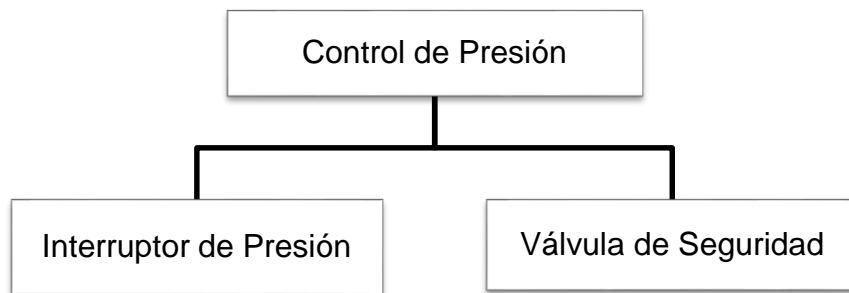 Control de Presión
Interruptor de Presión
Válvula de Seguridad